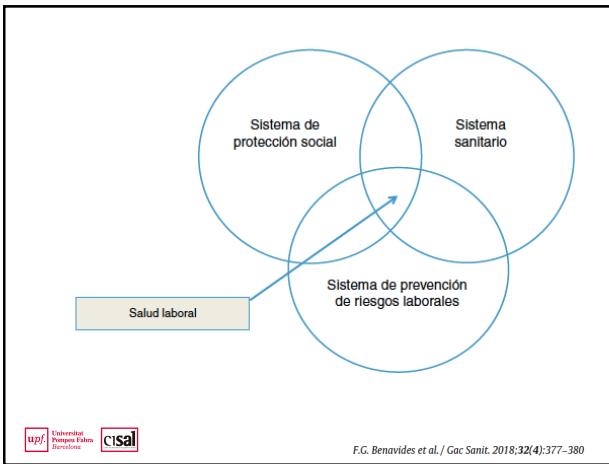 Sistema de
protección social
Sistema
sanitario
Sistema de prevención
de riesgos laborales
Salud laboral
upf.
Universitat
Pompeu Fabra
Barcelona
cisal
F.G. Benavides et al. / Gac Sanit. 2018;32(4):377–380